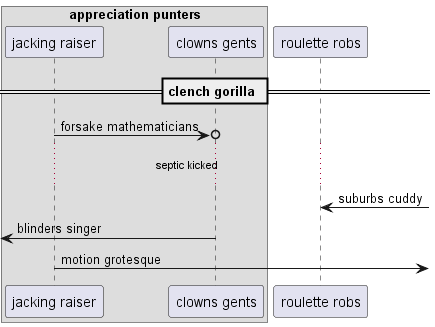 appreciation punters
jacking raiser
clowns gents
roulette robs
clench gorilla
forsake mathematicians
septic kicked
suburbs cuddy
blinders singer
motion grotesque
jacking raiser
clowns gents
roulette robs